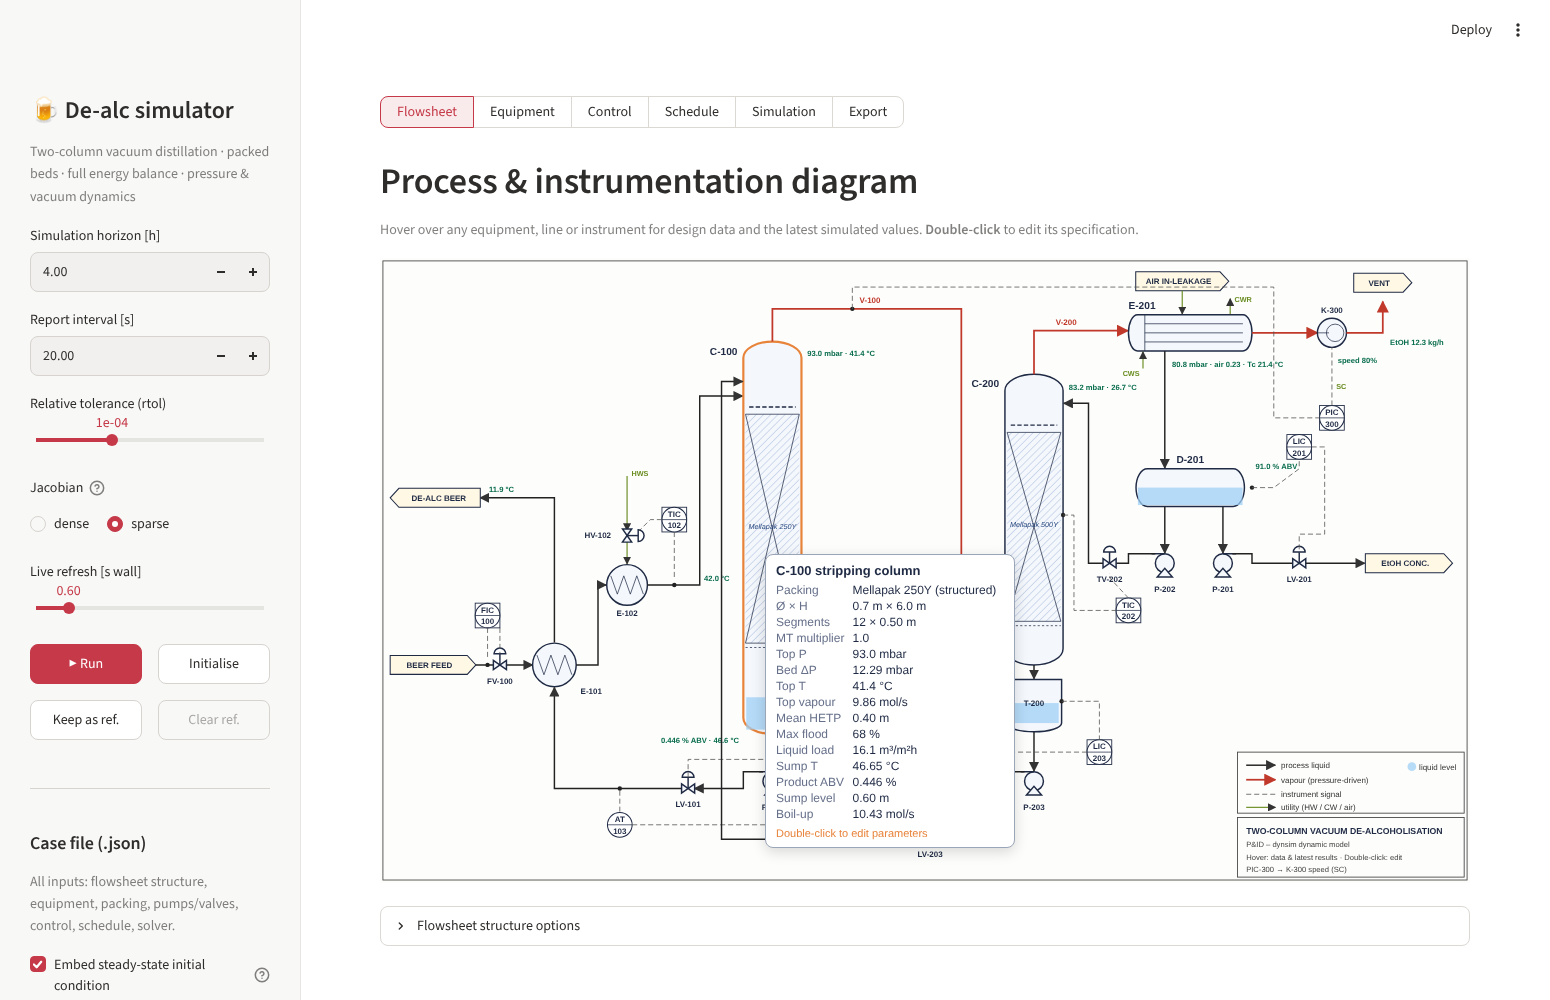 Deploy
🍺 De-alc simulator
Two-column vacuum distillation · packed
beds · full energy balance · pressure &
vacuum dynamics
Simulation horizon [h]
4.00
Report interval [s]
20.00
Relative tolerance (rtol)
1e-04
Jacobian
dense
sparse
Live refresh [s wall]
0.60
Run
Initialise
Keep as ref.
Clear ref.
Case file (.json)
All inputs: flowsheet structure,
equipment, packing, pumps/valves,
control, schedule, solver.
Embed steady-state initial
condition
Flowsheet
Equipment
Control
Schedule
Simulation
Export
Process & instrumentation diagram
Hover over any equipment, line or instrument for design data and the latest simulated values. Double-click to edit its specification.
AIR IN-LEAKAGE
VENT
V-100
CWR
E-201
K-300
V-200
EtOH 12.3 kg/h
C-100
93.0 mbar · 41.4 °C
speed 80%
80.8 mbar · air 0.23 · Tc 21.4 °C
CWS
C-200
83.2 mbar · 26.7 °C
SC
PIC
300
LIC
201
D-201
91.0 % ABV
HWS
DE-ALC BEER
11.9 °C
TIC
102
HV-102
Mellapak 250Y
Mellapak 500Y
EtOH CONC.
TV-202
P-202
P-201
LV-201
42.0 °C
TIC
202
FIC
100
E-102
BEER FEED
FV-100
E-101
C-100 stripping column
Packing Mellapak 250Y (structured)
Ø × H 0.7 m × 6.0 m
Segments 12 × 0.50 m
MT multiplier 1.0
Top P 93.0 mbar
Bed ΔP 12.29 mbar
Top T 41.4 °C
Top vapour 9.86 mol/s
Mean HETP 0.40 m
Max flood 68 %
Liquid load 16.1 m³/m²h
Sump T 46.65 °C
Product ABV 0.446 %
Sump level 0.60 m
Boil-up 10.43 mol/s
Double-click to edit parameters
T-200
LIC
203
0.446 % ABV · 46.6 °C
LV-101
P-203
AT
103
LV-203
process liquid
liquid level
vapour (pressure-driven)
instrument signal
utility (HW / CW / air)
TWO-COLUMN VACUUM DE-ALCOHOLISATION
P&ID – dynsim dynamic model
Hover: data & latest results · Double-click: edit
PIC-300 → K-300 speed (SC)
Flowsheet structure options